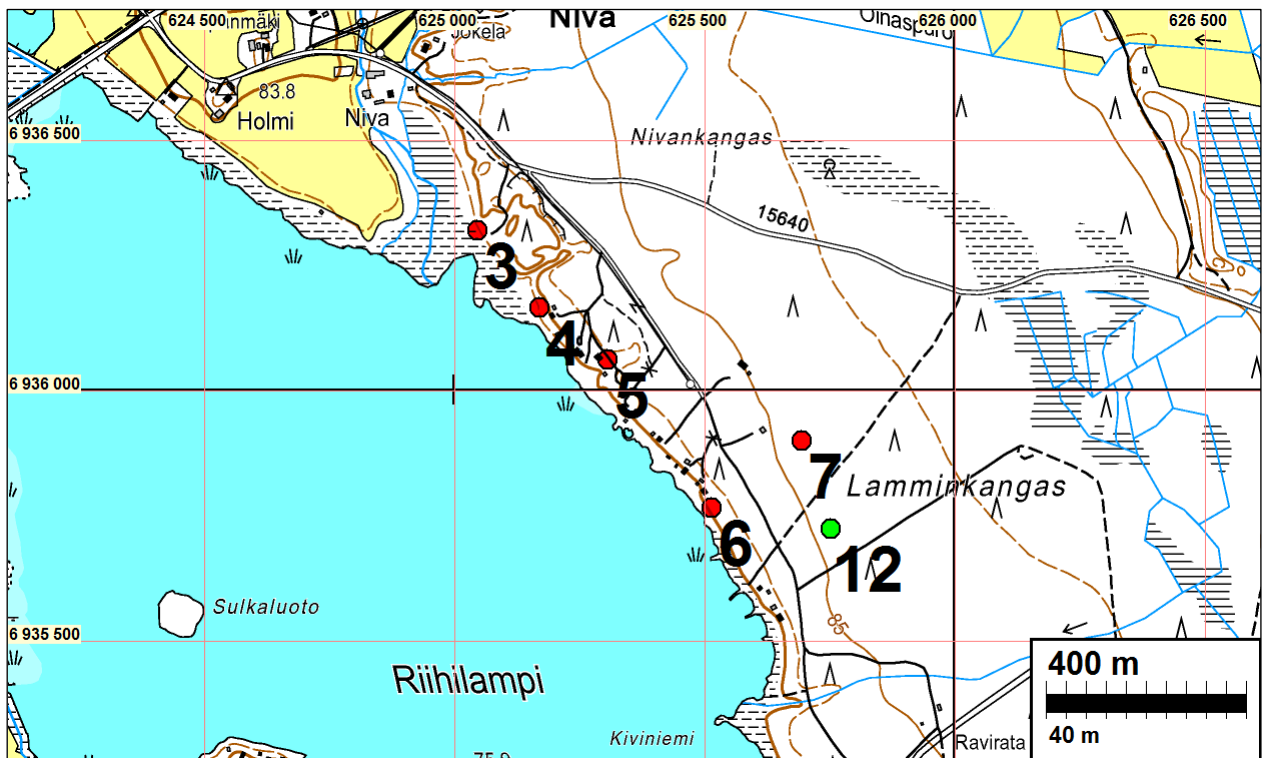 624 500
625 000
625 500
626 000
626 500
Niva
Jokela
83.8
Holmi
Niva
6 936 500
Nivankangas
15640
3
4
5
6 936 000
7
Lamminkangas
6
12
Sulkaluoto
85
6 935 500
Riihilampi
400 m
40 m
Kiviniemi
Ravirata